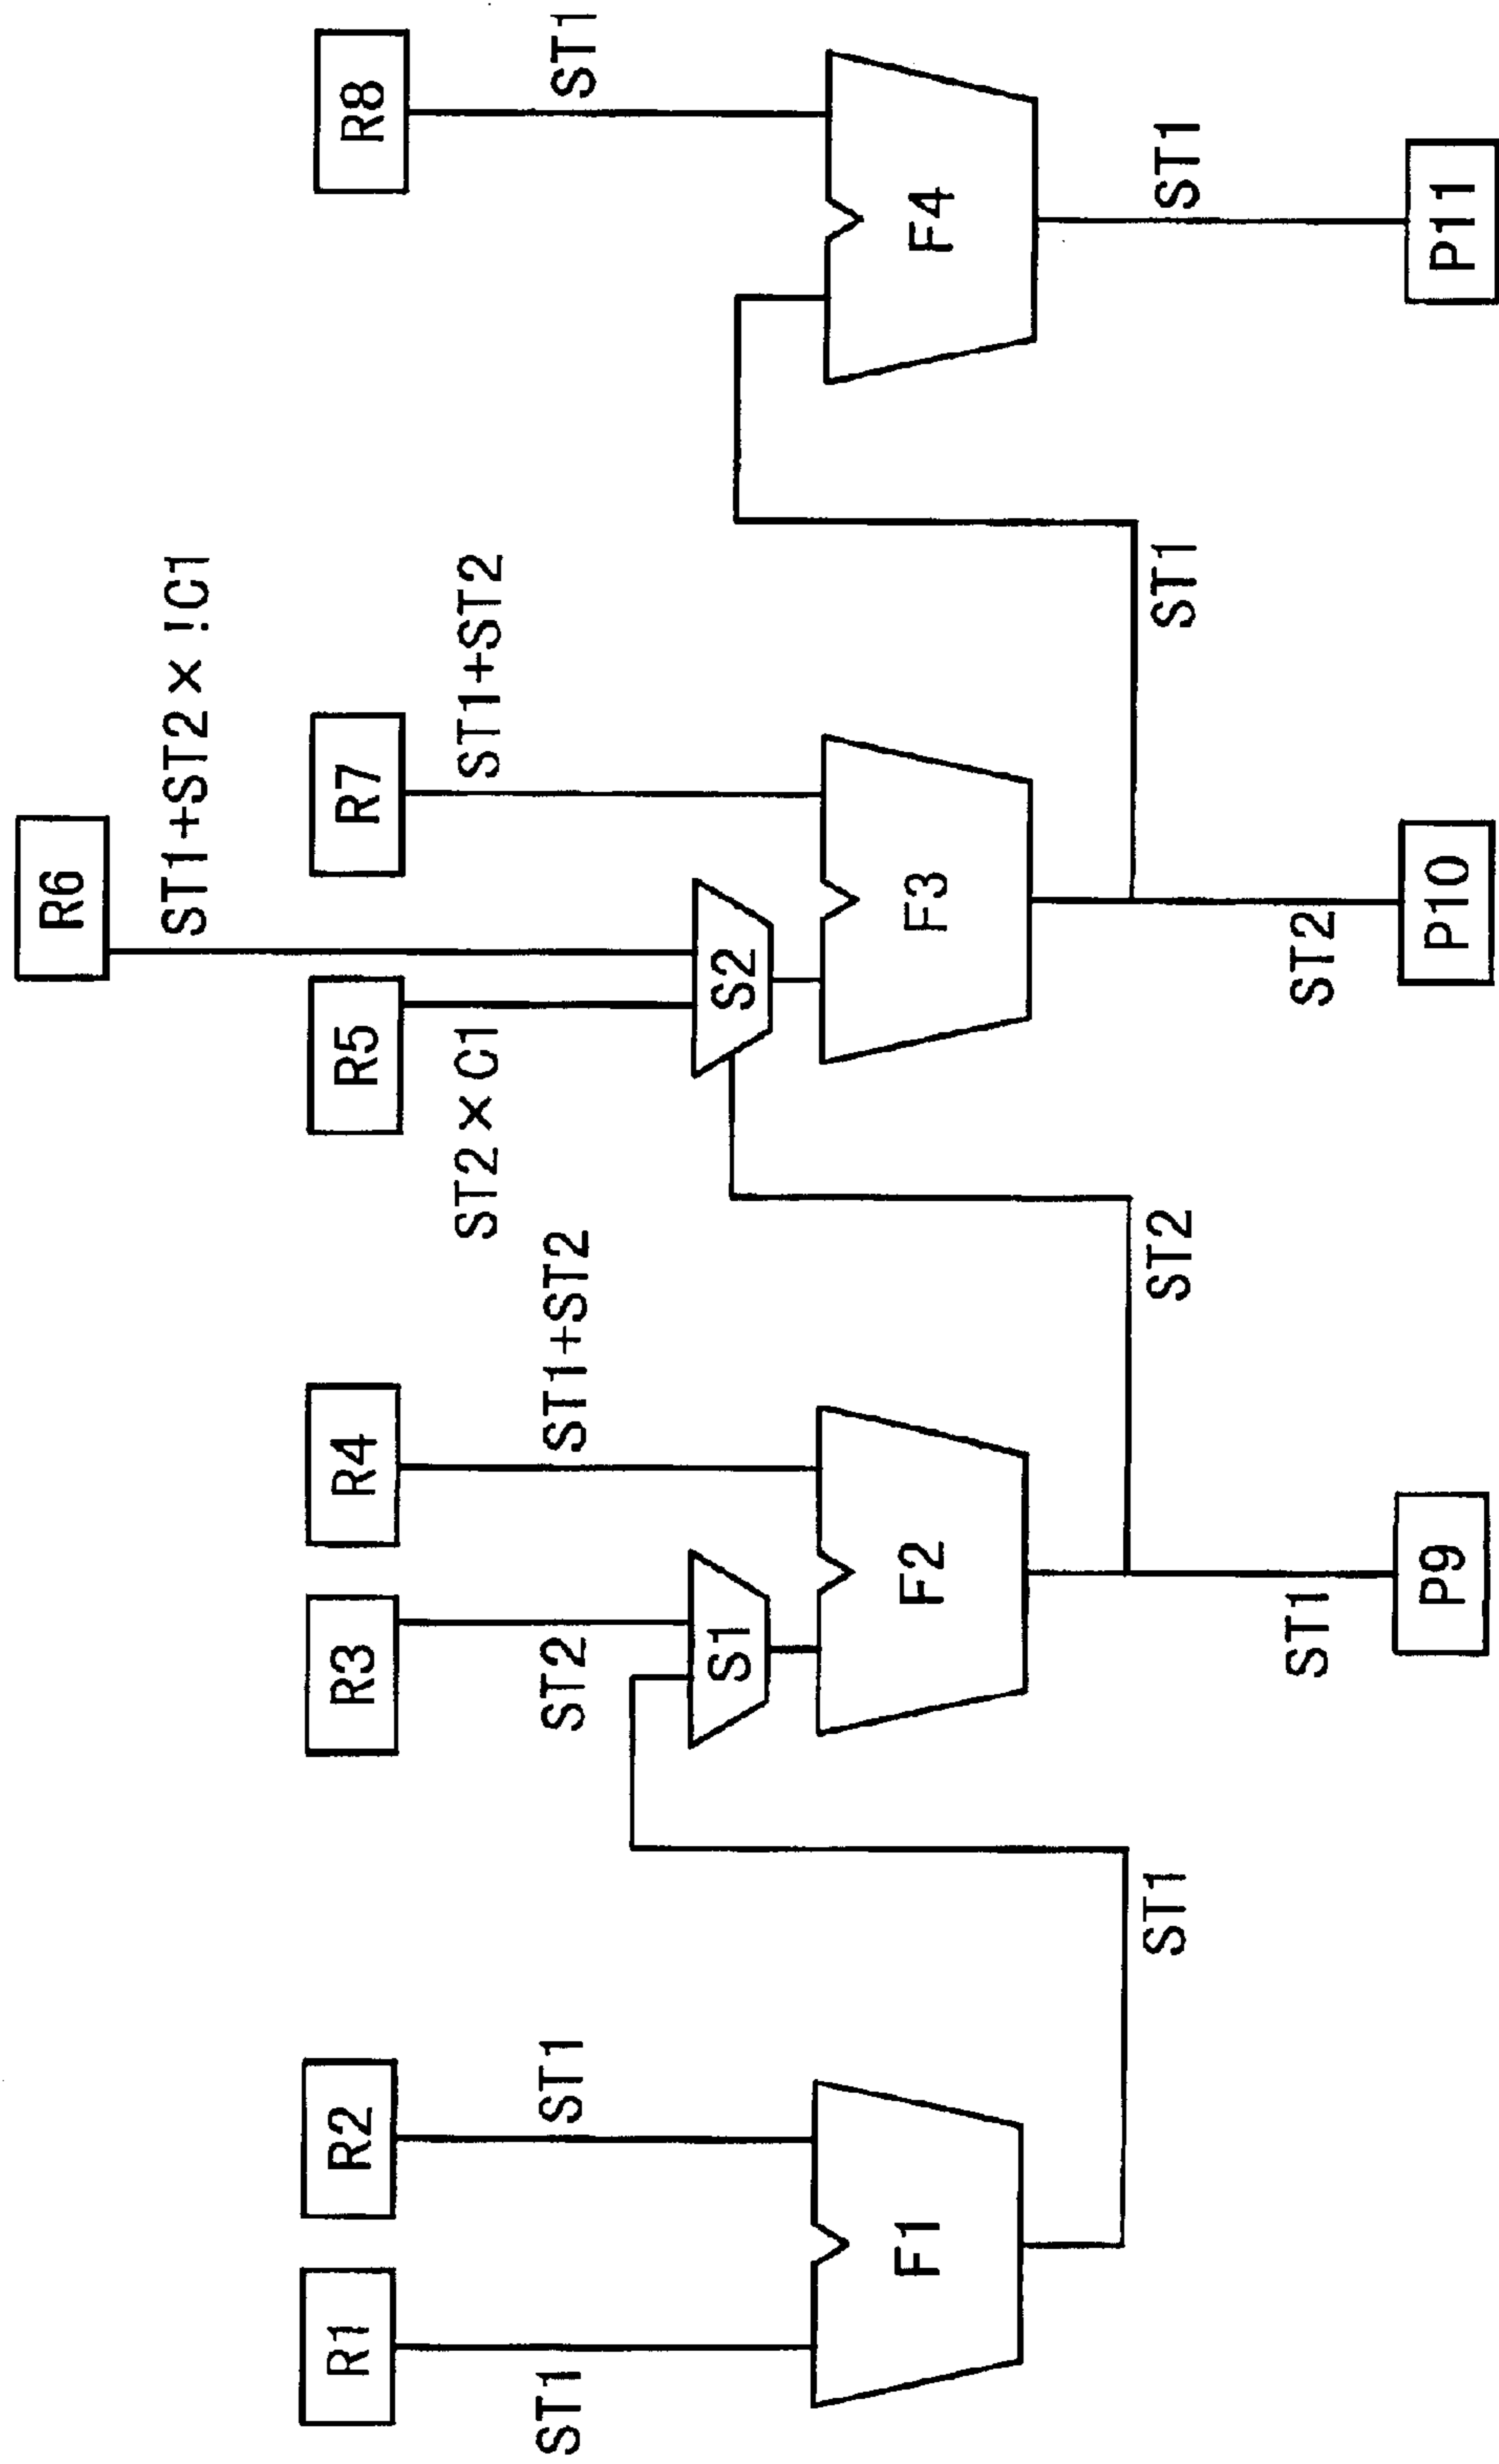 R6
ST1+ST2×!C1
R1
R2
R3
R4
R5
R7
R8
ST1
ST1
ST2
ST1+ST2
ST2×C1
ST1+ST2
ST1
S1
S2
F1
F2
F3
F4
ST1
ST2
ST1
ST1
ST1
ST2
P9
P10
P11